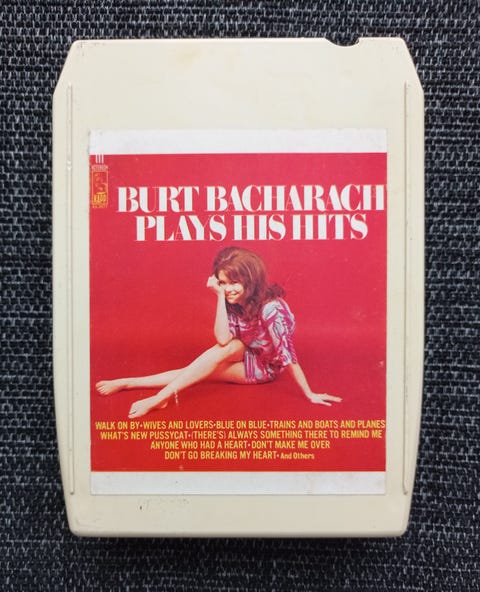 BURT BACHARACH
PLAYS HIS HITS
KAPP
WALK ON BY•WIVES AND LOVERS•BLUE ON BLUE•TRAINS AND BOATS AND PLANES
WHAT'S NEW PUSSYCAT•(THERE'S) ALWAYS SOMETHING THERE TO REMIND ME
ANYONE WHO HAD A HEART•DON'T MAKE ME OVER
DON'T GO BREAKING MY HEART•And Others